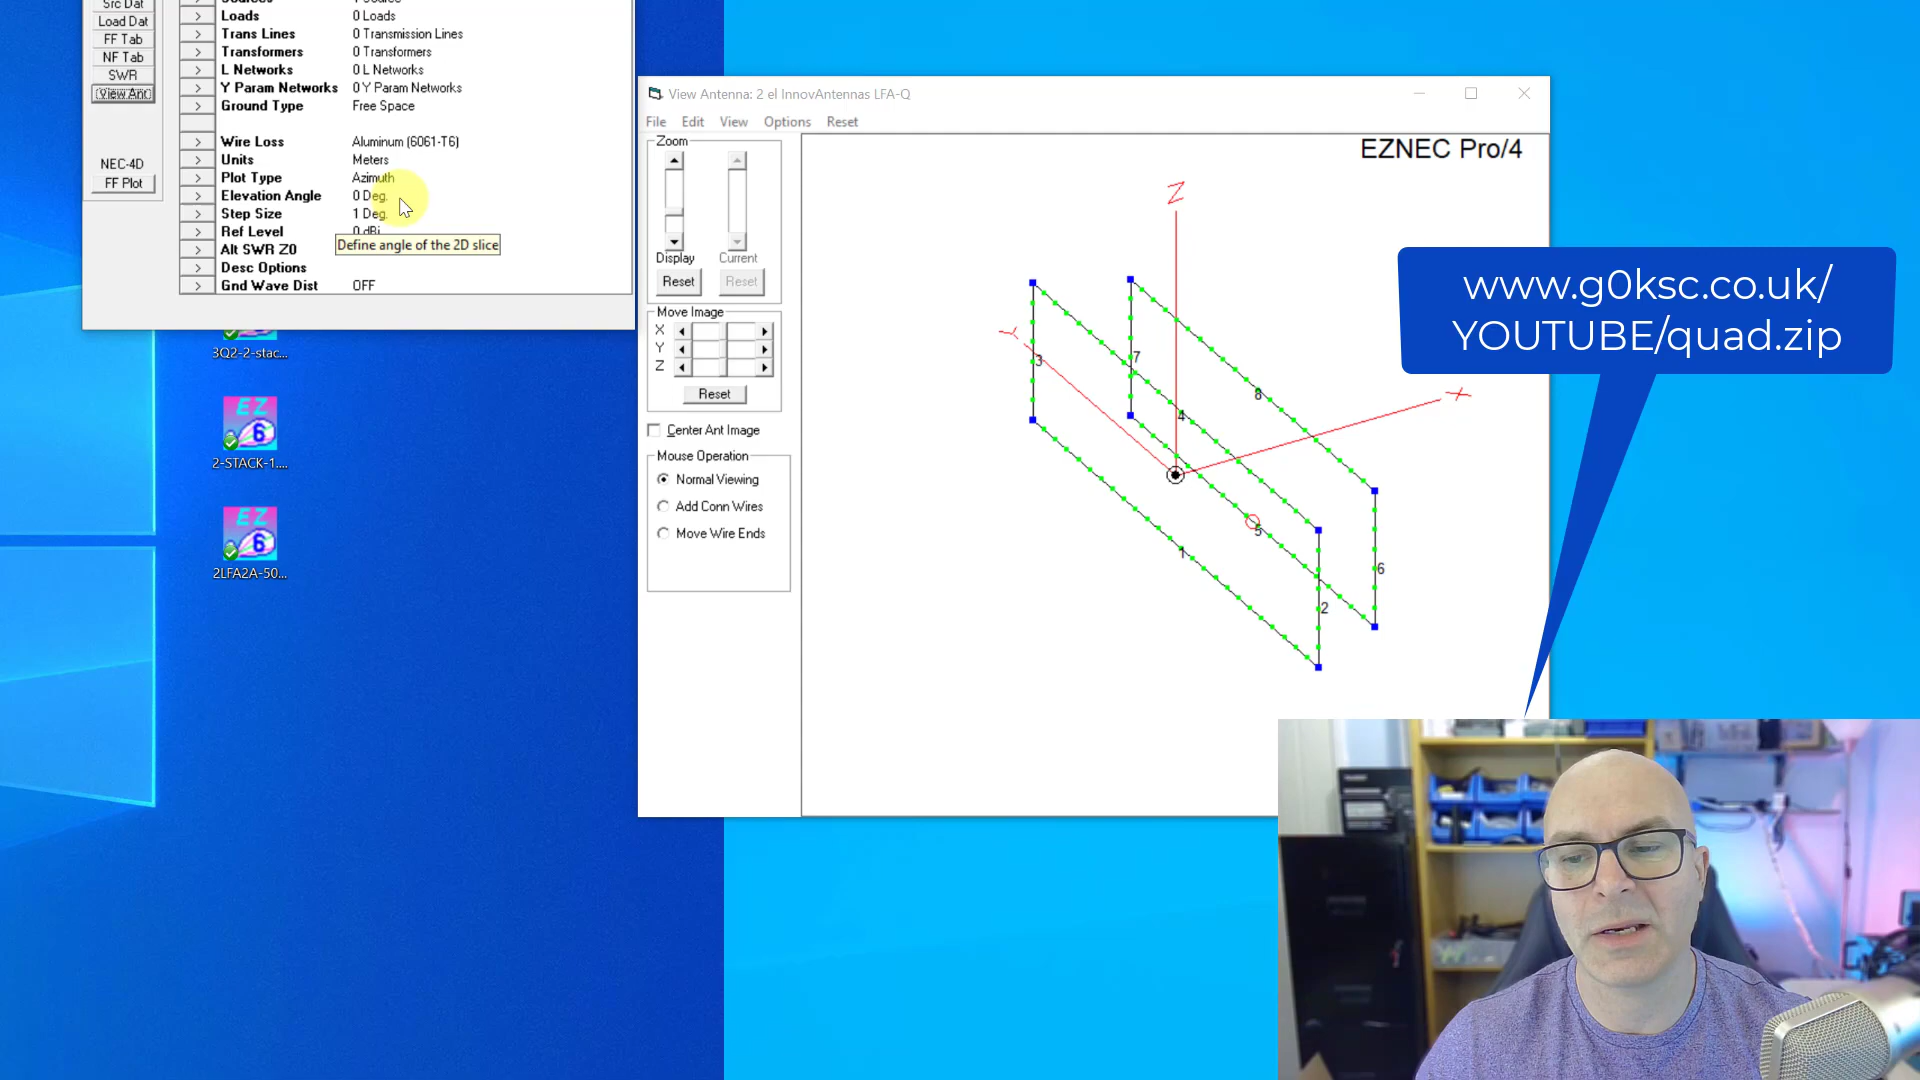 Src Dat
Load Dat
FF Tab
NF Tab
SWR
View Ant
NEC-4D
FF Plot
> Sources 1 Source
> Loads 0 Loads
> Trans Lines 0 Transmission Lines
> Transformers 0 Transformers
> L Networks 0 L Networks
> Y Param Networks 0 Y Param Networks
> Ground Type Free Space
> Wire Loss Aluminum (6061-T6)
> Units Meters
> Plot Type Azimuth
> Elevation Angle 0 Deg.
> Step Size 1 Deg.
> Ref Level 0 dBi
> Alt SWR Z0
> Desc Options
> Gnd Wave Dist OFF
Define angle of the 2D slice
3Q2-2-stac...
EZ
6
2-STACK-1....
EZ
6
2LFA2A-50...
View Antenna: 2 el InnovAntennas LFA-Q
File Edit View Options Reset
Zoom
Display Current
Reset Reset
Move Image
X
Y
Z
Reset
Center Ant Image
Mouse Operation
Normal Viewing
Add Conn Wires
Move Wire Ends
EZNEC Pro/4
Z
Y
X
3
7
8
4
5
1
6
2
www.g0ksc.co.uk/
YOUTUBE/quad.zip